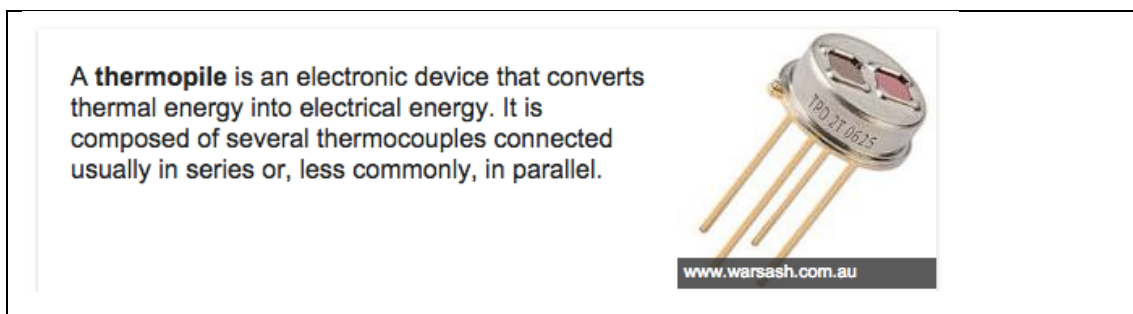 A thermopile is an electronic device that converts
thermal energy into electrical energy. It is
composed of several thermocouples connected
usually in series or, less commonly, in parallel.
TPD 2T 0625
www.warsash.com.au